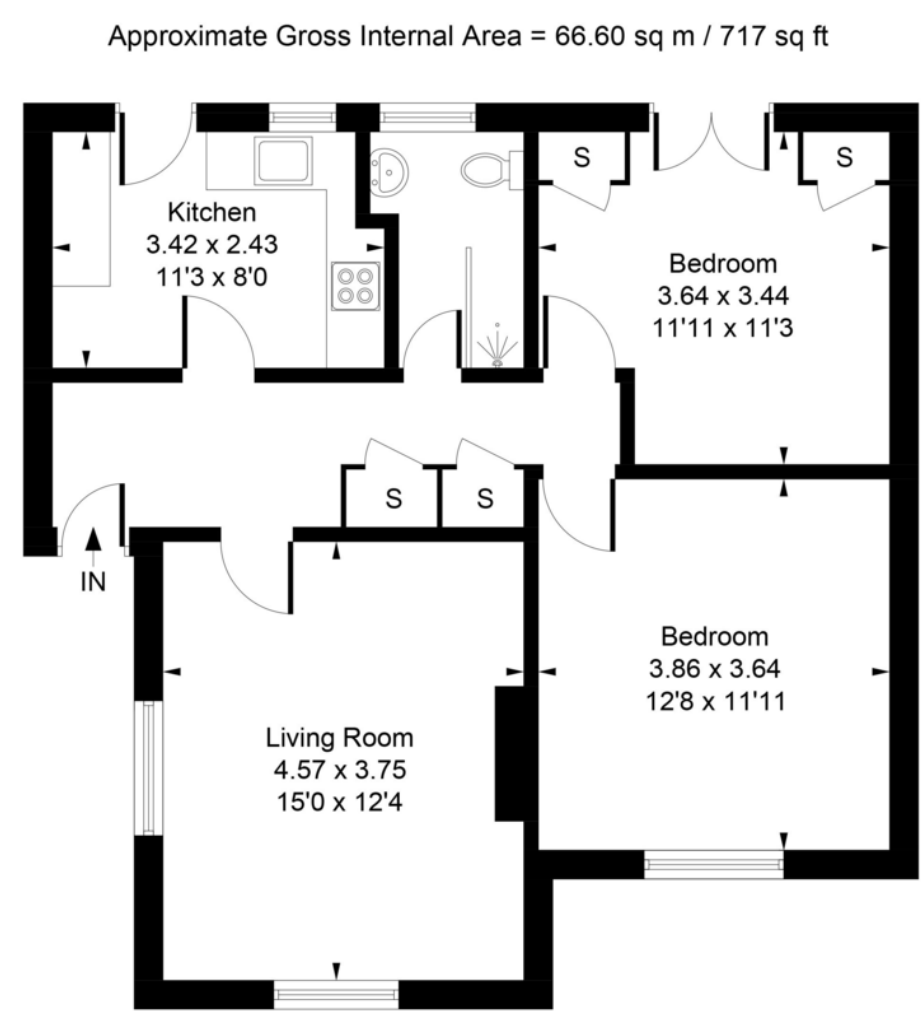 Approximate Gross Internal Area = 66.60 sq m / 717 sq ft
S
S
Kitchen
3.42 x 2.43
11'3 x 8'0
Bedroom
3.64 x 3.44
11'11 x 11'3
S
S
IN
Bedroom
3.86 x 3.64
12'8 x 11'11
Living Room
4.57 x 3.75
15'0 x 12'4